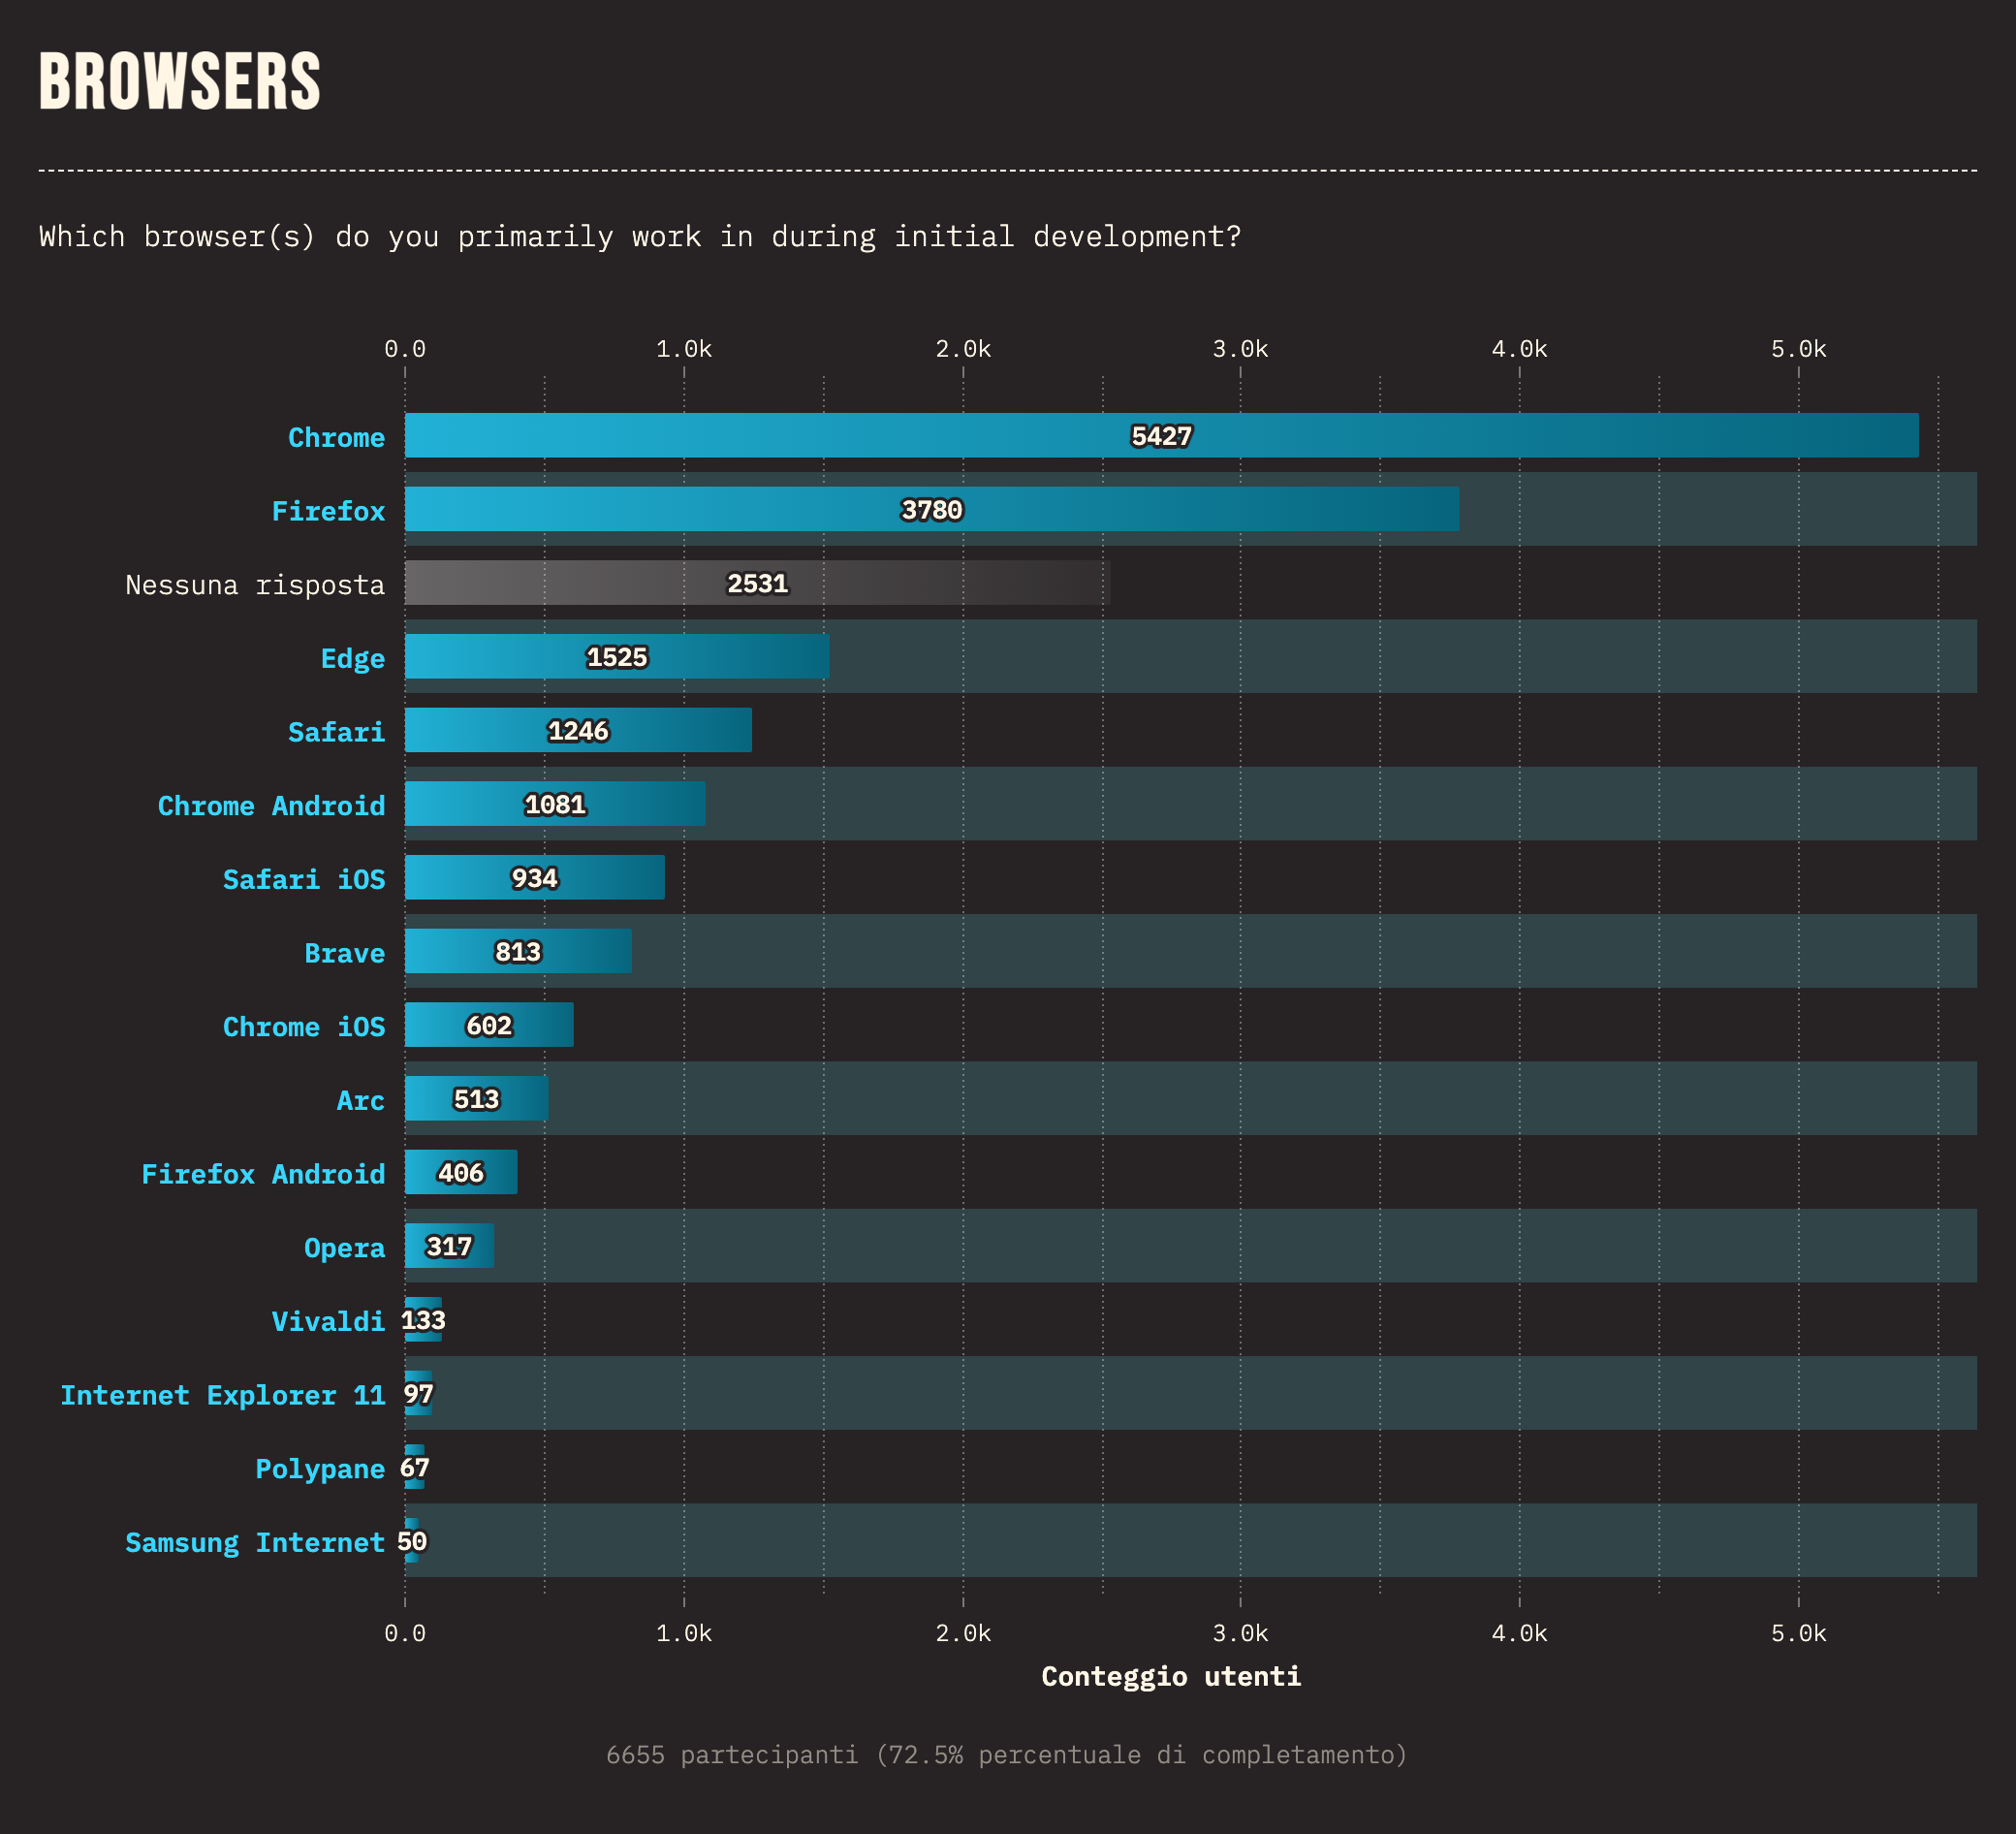 BROWSERS
Which browser(s) do you primarily work in during initial development?
0.0 1.0k 2.0k 3.0k 4.0k 5.0k
Chrome 5427
Firefox 3780
Nessuna risposta 2531
Edge 1525
Safari 1246
Chrome Android 1081
Safari iOS 934
Brave 813
Chrome iOS 602
Arc 513
Firefox Android 406
Opera 317
Vivaldi 133
Internet Explorer 11 97
Polypane 67
Samsung Internet 50
0.0 1.0k 2.0k 3.0k 4.0k 5.0k
Conteggio utenti
6655 partecipanti (72.5% percentuale di completamento)